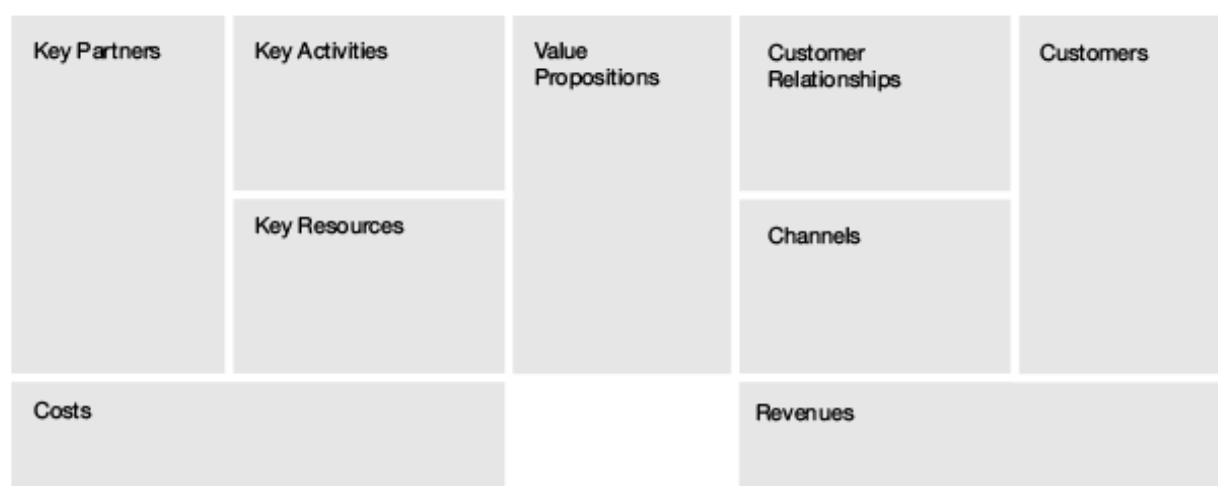 Key Partners
Key Activities
Value
Propositions
Customer
Relationships
Customers
Key Resources
Channels
Costs
Revenues